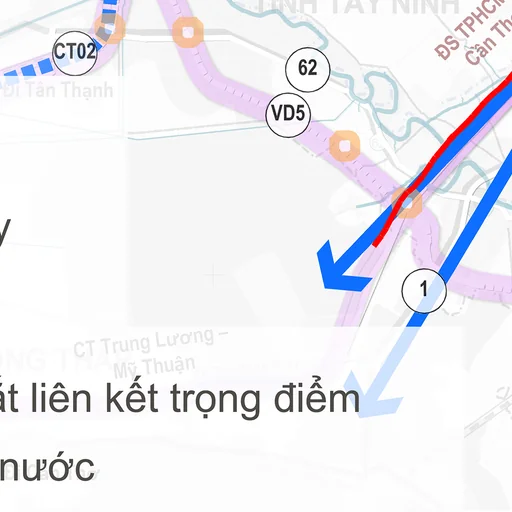 TỈNH TÂY NINH
ĐS TPHCM
Cần Thơ
CT02
62
Đi Tân Thạnh
VD5
y
1
CT Trung Lương –
Mỹ Thuận
ắt liên kết trọng điểm
nước